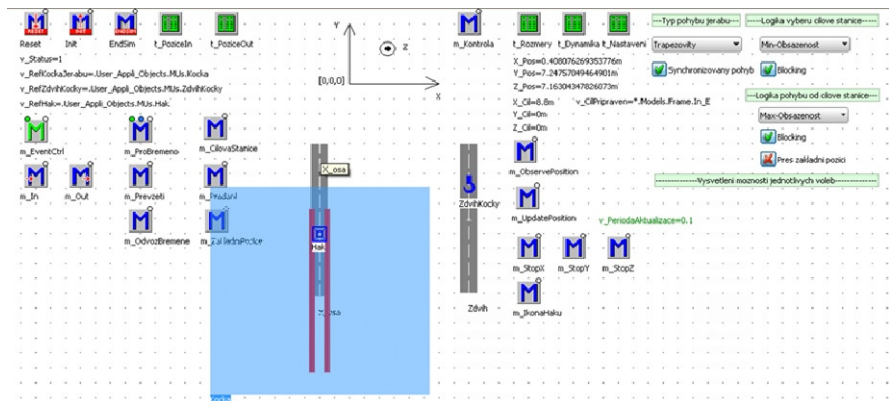 Reset Init EndSim t_PoziceIn t_PoziceOut
v_Status=1
v_RefKockaJerabu=.User_Appli_Objects.MUs.Kocka
v_RefZdvihKocky=.User_Appli_Objects.MUs.ZdvihKocky
v_RefHak=.User_Appli_Objects.MUs.Hak
m_EventCtrl m_ProBremeno m_CilovaStanice
m_In m_Out m_Prevzeti m_Predani
m_OdvozBremene m_ZakladniPozice
Y
Z
[0,0,0]
X
X_osa
Hak
m_Kontrola t_Rozmery t_Dynamika t_Nastaveni
X_Pos=0.408076269353776m
Y_Pos=7.24757049464901m
Z_Pos=7.16304347826073m
X_Cil=8.8m v_CilPripraven=*.Models.Frame.In_E
Y_Cil=0m
Z_Cil=0m
m_ObservePosition
ZdvihKocky
m_UpdatePosition
v_PeriodaAktualizace=0.1
m_StopX m_StopY m_StopZ
Zdvih
m_IkonaHaku
Typ pohybu jerabu
Trapezovity
Synchronizovany pohyb
Logika vyberu cilove stanice
Min-Obsazenost
Blocking
Logika pohybu od cilove stanice
Max-Obsazenost
Blocking
Pres zakladni pozici
Vysvetleni moznosti jednotlivych voleb